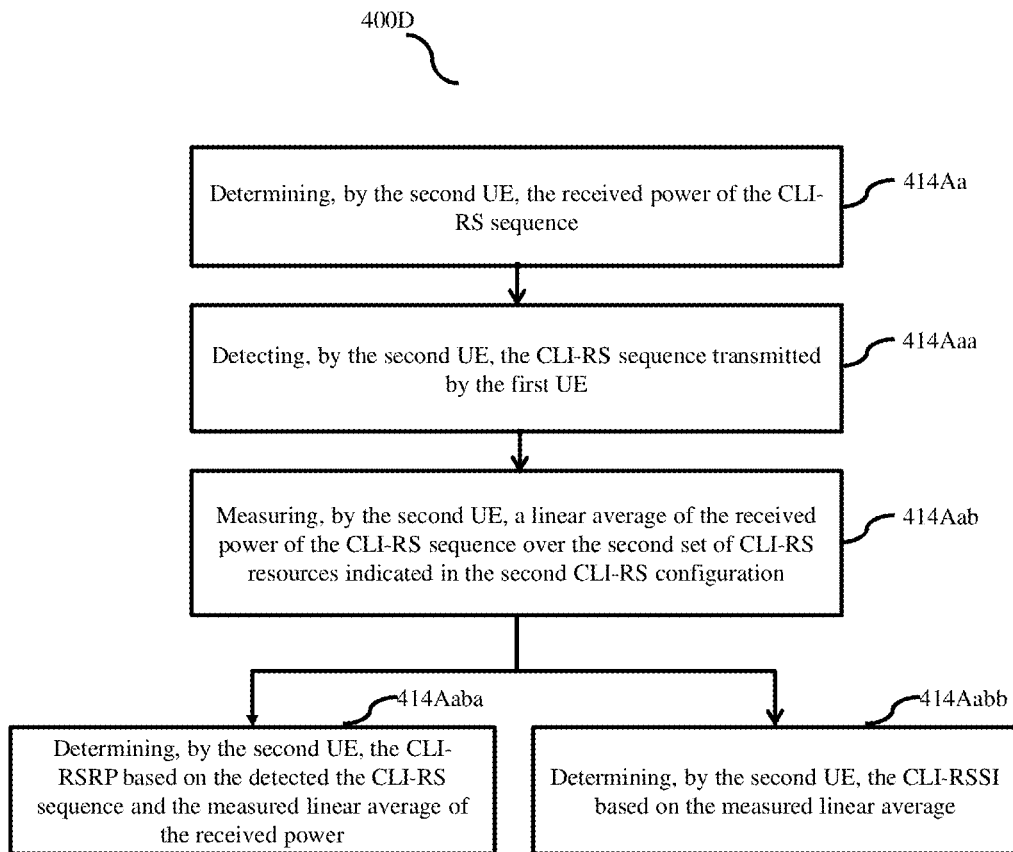 400D
Determining, by the second UE, the received power of the CLI-
RS sequence
414Aa
Detecting, by the second UE, the CLI-RS sequence transmitted
by the first UE
414Aaa
Measuring, by the second UE, a linear average of the received
power of the CLI-RS sequence over the second set of CLI-RS
resources indicated in the second CLI-RS configuration
414Aab
414Aaba
Determining, by the second UE, the CLI-
RSRP based on the detected the CLI-RS
sequence and the measured linear average of
the received power
414Aabb
Determining, by the second UE, the CLI-RSSI
based on the measured linear average